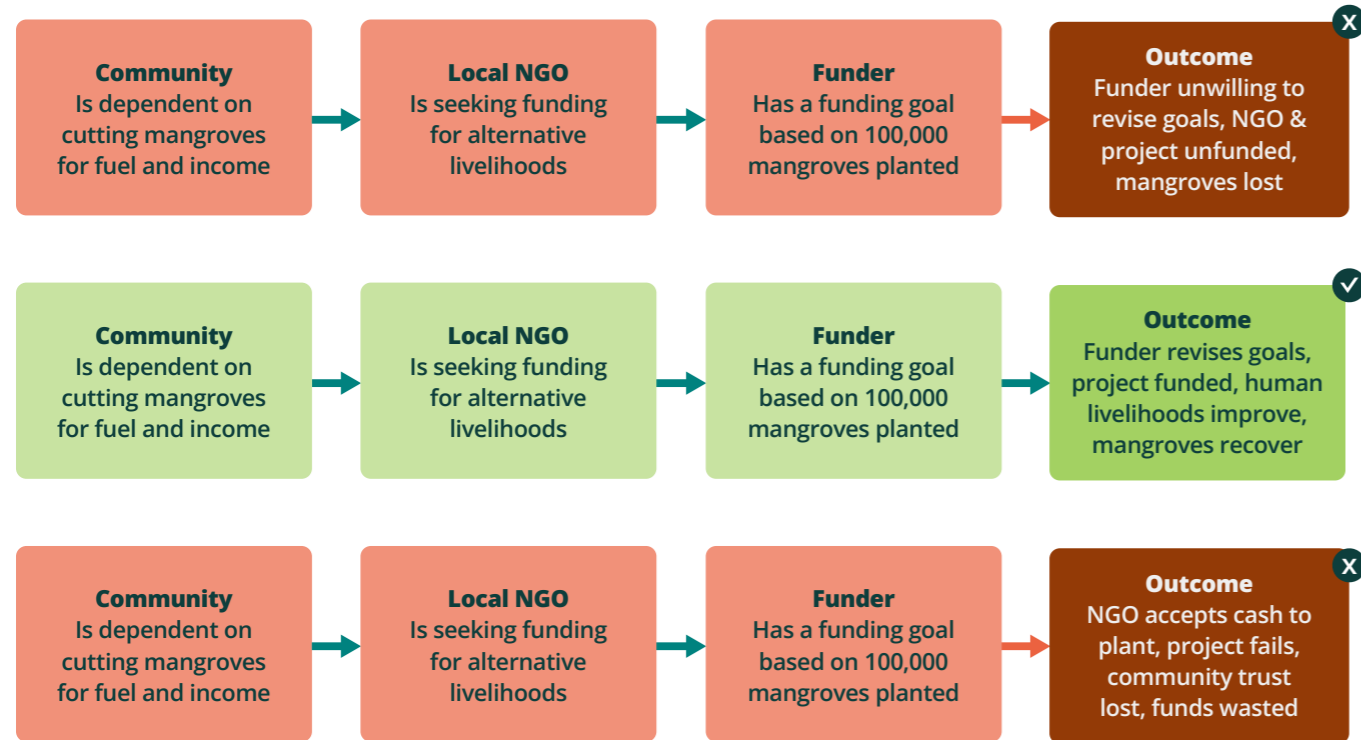 Community
Is dependent on
cutting mangroves
for fuel and income
Local NGO
Is seeking funding
for alternative
livelihoods
Funder
Has a funding goal
based on 100,000
mangroves planted
X
Outcome
Funder unwilling to
revise goals, NGO &
project unfunded,
mangroves lost
Community
Is dependent on
cutting mangroves
for fuel and income
Local NGO
Is seeking funding
for alternative
livelihoods
Funder
Has a funding goal
based on 100,000
mangroves planted
Outcome
Funder revises goals,
project funded, human
livelihoods improve,
mangroves recover
Community
Is dependent on
cutting mangroves
for fuel and income
Local NGO
Is seeking funding
for alternative
livelihoods
Funder
Has a funding goal
based on 100,000
mangroves planted
X
Outcome
NGO accepts cash to
plant, project fails,
community trust
lost, funds wasted